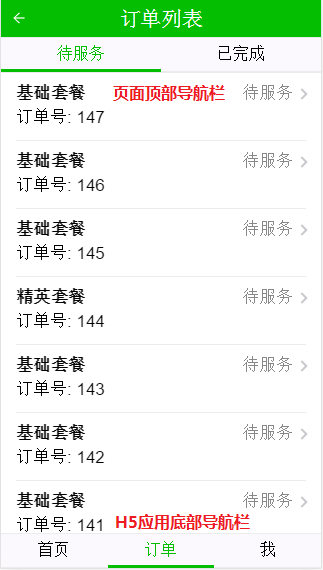 订单列表
待服务 已完成
基础套餐 页面顶部导航栏 待服务
订单号: 147
基础套餐 待服务
订单号: 146
基础套餐 待服务
订单号: 145
精英套餐 待服务
订单号: 144
基础套餐 待服务
订单号: 143
基础套餐 待服务
订单号: 142
基础套餐 待服务
订单号: 141 H5应用底部导航栏
首页 订单 我